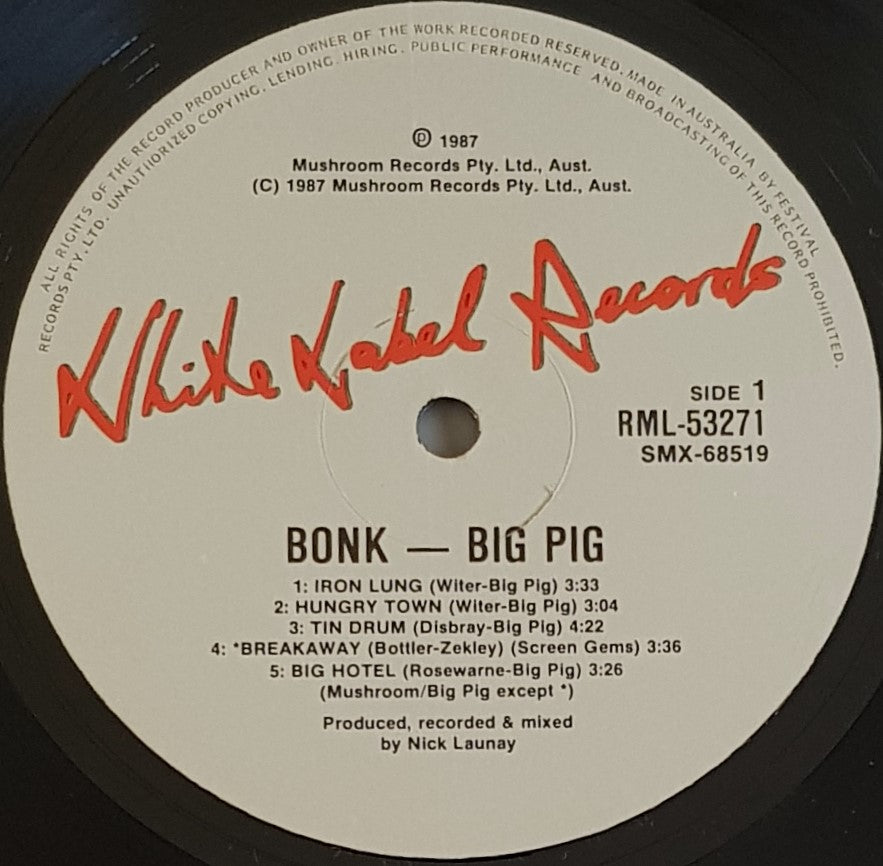 ALL RIGHTS OF THE RECORD PRODUCER AND OWNER OF THE WORK RECORDED RESERVED. MADE IN AUSTRALIA BY FESTIVAL
RECORDS PTY. LTD. UNAUTHORIZED COPYING. LENDING. HIRING. PUBLIC PERFORMANCE AND BROADCASTING OF THIS RECORD PROHIBITED.
Ⓟ 1987
Mushroom Records Pty. Ltd., Aust.
(C) 1987 Mushroom Records Pty. Ltd., Aust.
White Label Records
SIDE 1
RML-53271
SMX-68519
BONK — BIG PIG
1: IRON LUNG (Witer-Big Pig) 3:33
2: HUNGRY TOWN (Witer-Big Pig) 3:04
3: TIN DRUM (Disbray-Big Pig) 4:22
4: *BREAKAWAY (Bottler-Zekley) (Screen Gems) 3:36
5: BIG HOTEL (Rosewarne-Big Pig) 3:26
(Mushroom/Big Pig except *)
Produced, recorded & mixed
by Nick Launay